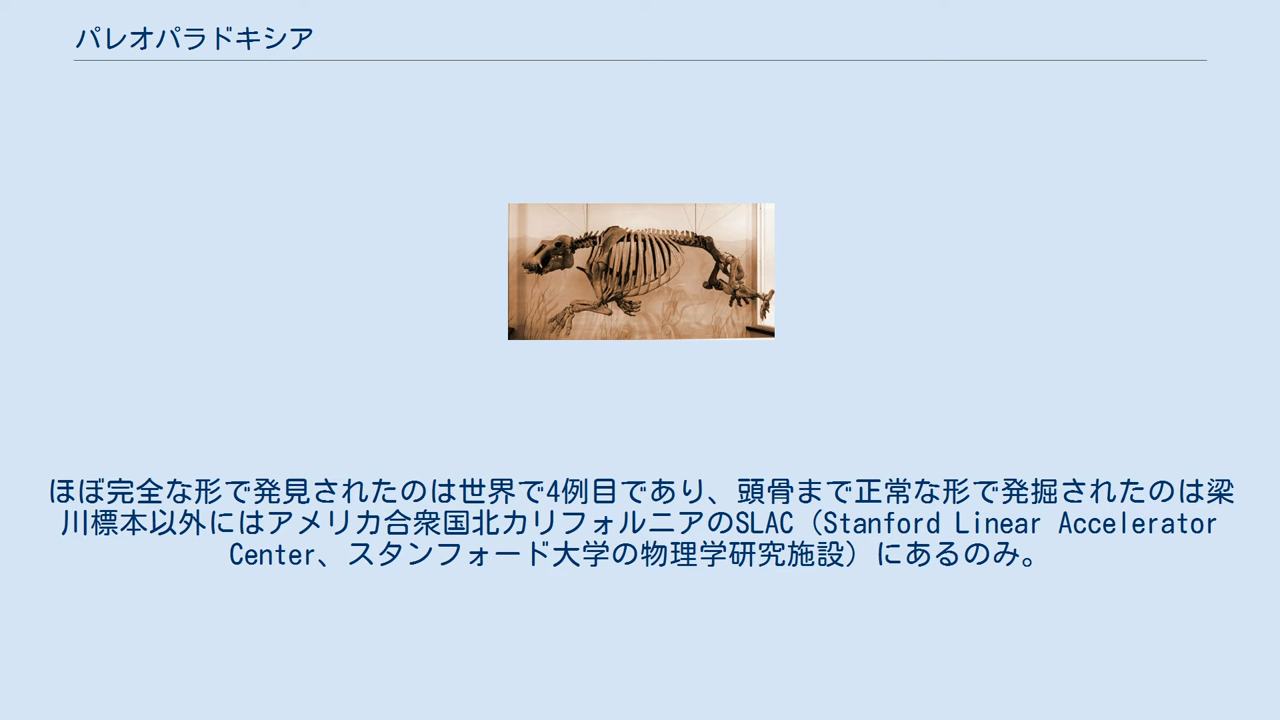 パレオパラドキシア
ほぼ完全な形で発見されたのは世界で4例目であり、頭骨まで正常な形で発掘されたのは梁
川標本以外にはアメリカ合衆国北カリフォルニアのSLAC（Stanford Linear Accelerator
Center、スタンフォード大学の物理学研究施設）にあるのみ。